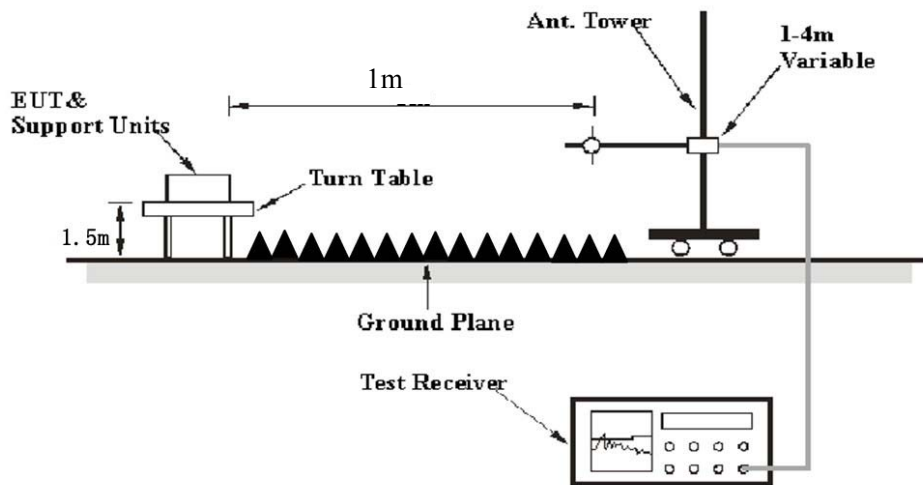 Ant. Tower
1-4m
Variable
1m
EUT&
Support Units
Turn Table
1.5m
Ground Plane
Test Receiver